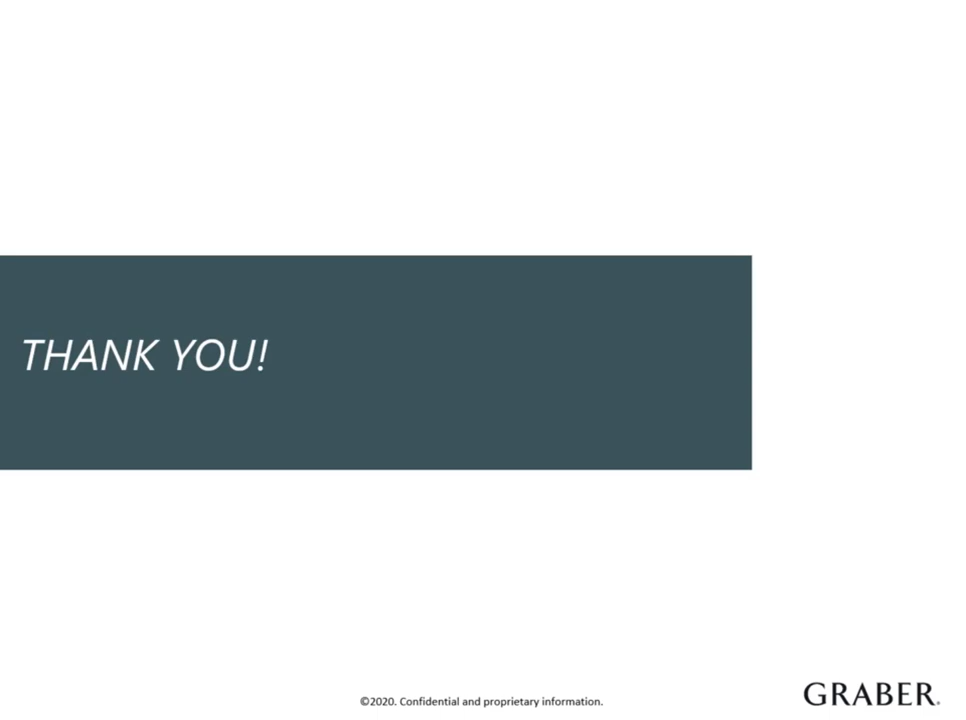 THANK YOU!
©2020. Confidential and proprietary information.
GRABER.